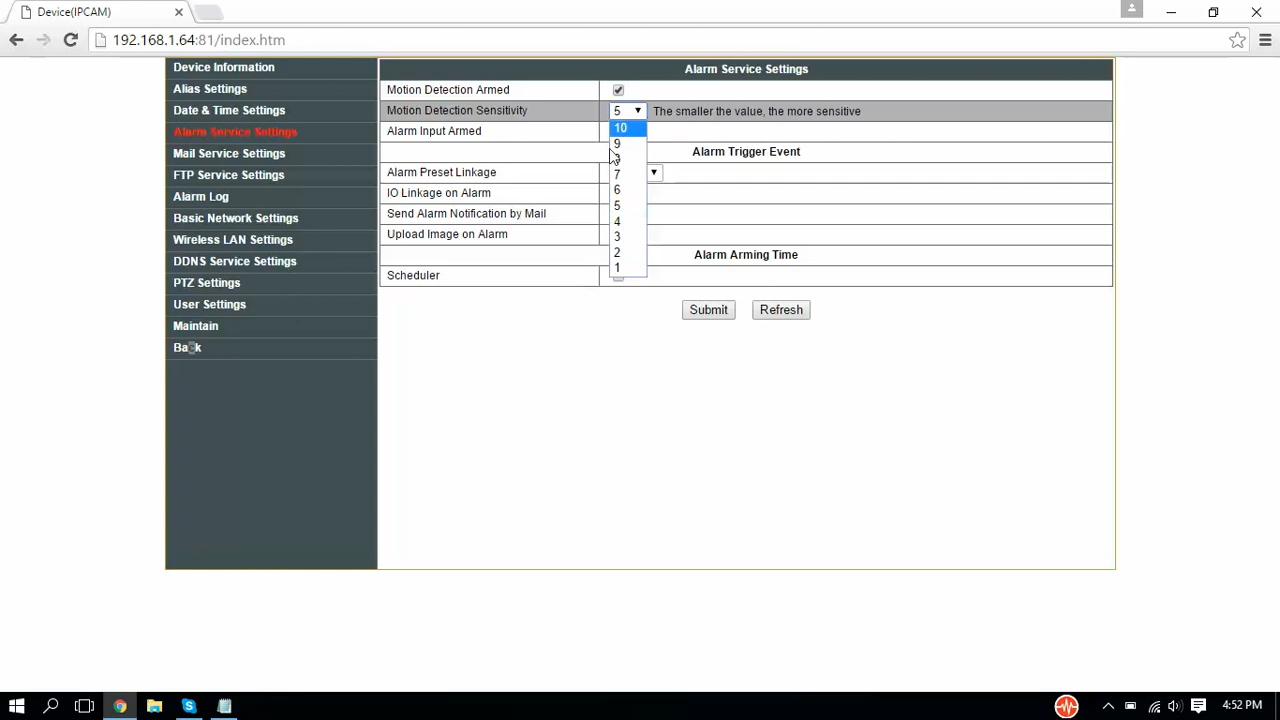 Device(IPCAM)
192.168.1.64:81/index.htm
Device Information
Alias Settings
Date & Time Settings
Alarm Service Settings
Mail Service Settings
FTP Service Settings
Alarm Log
Basic Network Settings
Wireless LAN Settings
DDNS Service Settings
PTZ Settings
User Settings
Maintain
Back
Alarm Service Settings
Motion Detection Armed
Motion Detection Sensitivity 5 The smaller the value, the more sensitive
10
9
7
6
5
4
3
2
1
Alarm Input Armed
Alarm Trigger Event
Alarm Preset Linkage
IO Linkage on Alarm
Send Alarm Notification by Mail
Upload Image on Alarm
Alarm Arming Time
Scheduler
Submit Refresh
4:52 PM